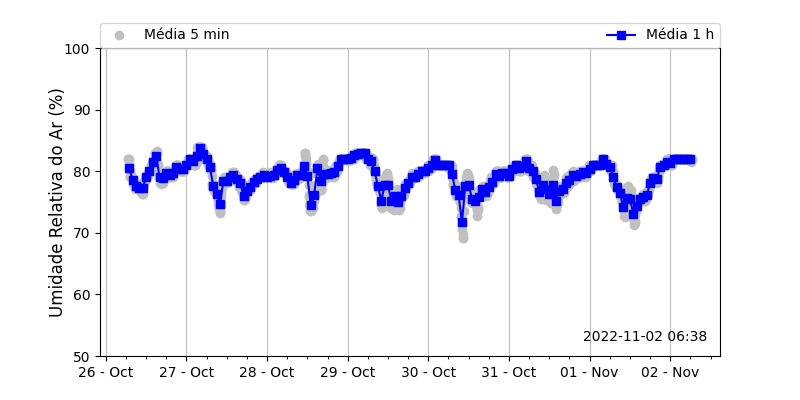 Média 5 min Média 1 h
100
90
80
70
60
50
Umidade Relativa do Ar (%)
2022-11-02 06:38
26 - Oct 27 - Oct 28 - Oct 29 - Oct 30 - Oct 31 - Oct 01 - Nov 02 - Nov